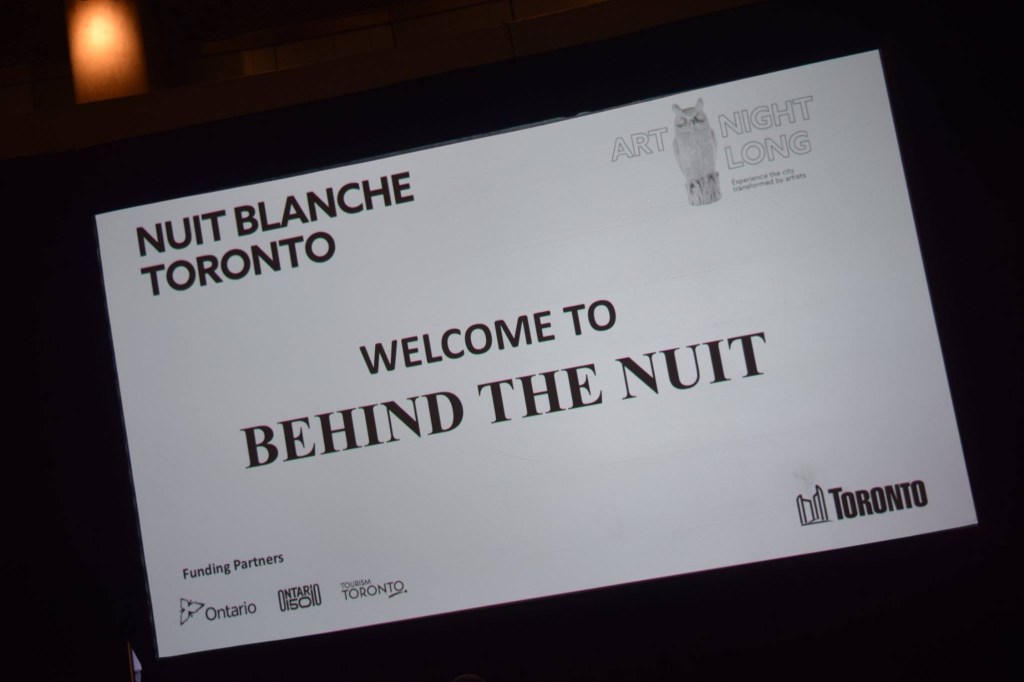 NUIT BLANCHE
TORONTO
ART NIGHT
LONG
Experience the city
transformed by artists
WELCOME TO
BEHIND THE NUIT
TORONTO
Funding Partners
Ontario
ONTARIO
150
TOURISM
TORONTO